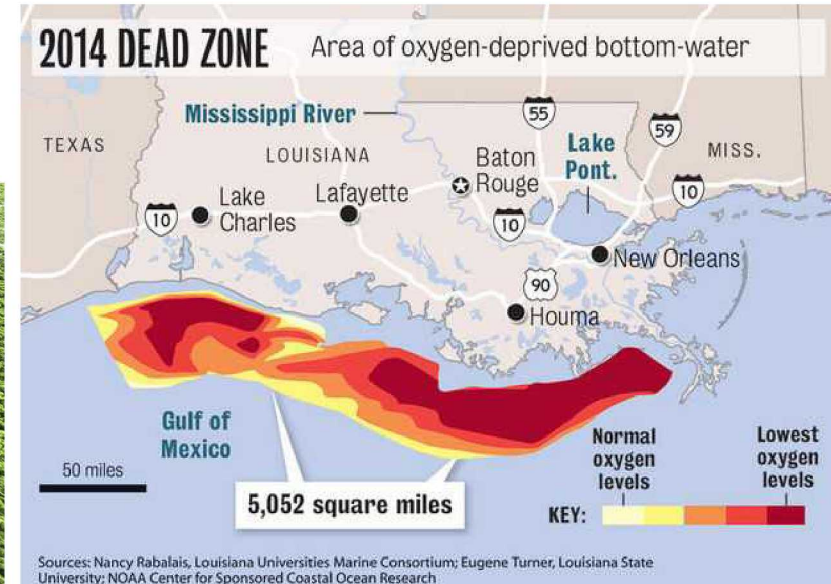 2014 DEAD ZONE
Area of oxygen-deprived bottom-water
Mississippi River
55
59
TEXAS
LOUISIANA
Baton
Rouge
Lake
Pont.
MISS.
10
Lake
Charles
Lafayette
10
10
New Orleans
90
Houma
Gulf of
Mexico
50 miles
5,052 square miles
Normal
oxygen
levels
Lowest
oxygen
levels
KEY:
Sources: Nancy Rabalais, Louisiana Universities Marine Consortium; Eugene Turner, Louisiana State
University; NOAA Center for Sponsored Coastal Ocean Research